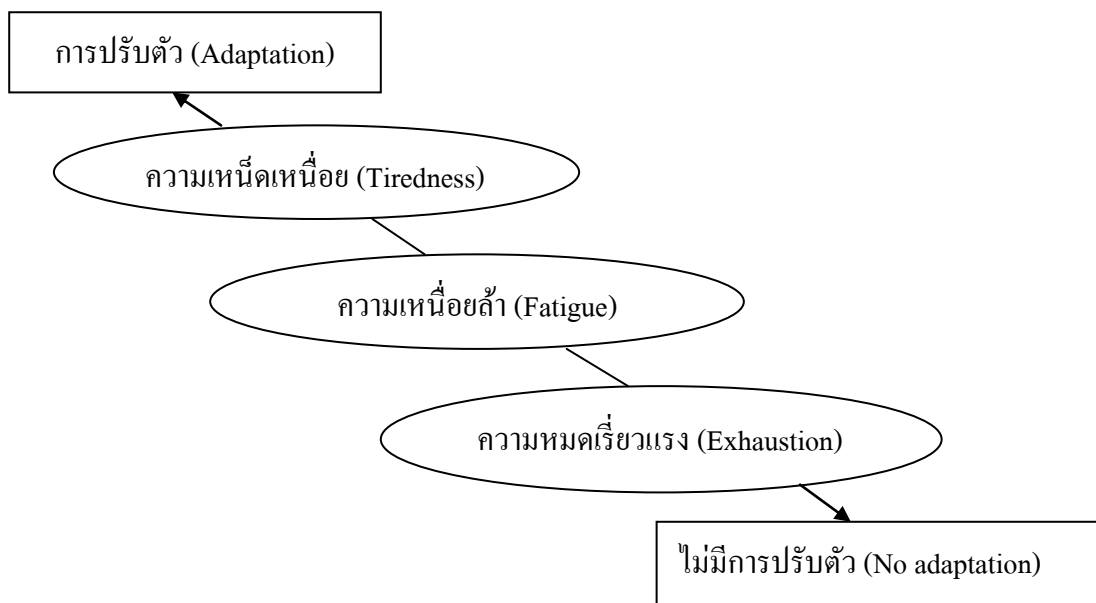 การปรับตัว (Adaptation)
ความเหน็ดเหนื่อย (Tiredness)
ความเหนื่อยล้า (Fatigue)
ความหมดเรี่ยวแรง (Exhaustion)
ไม่มีการปรับตัว (No adaptation)